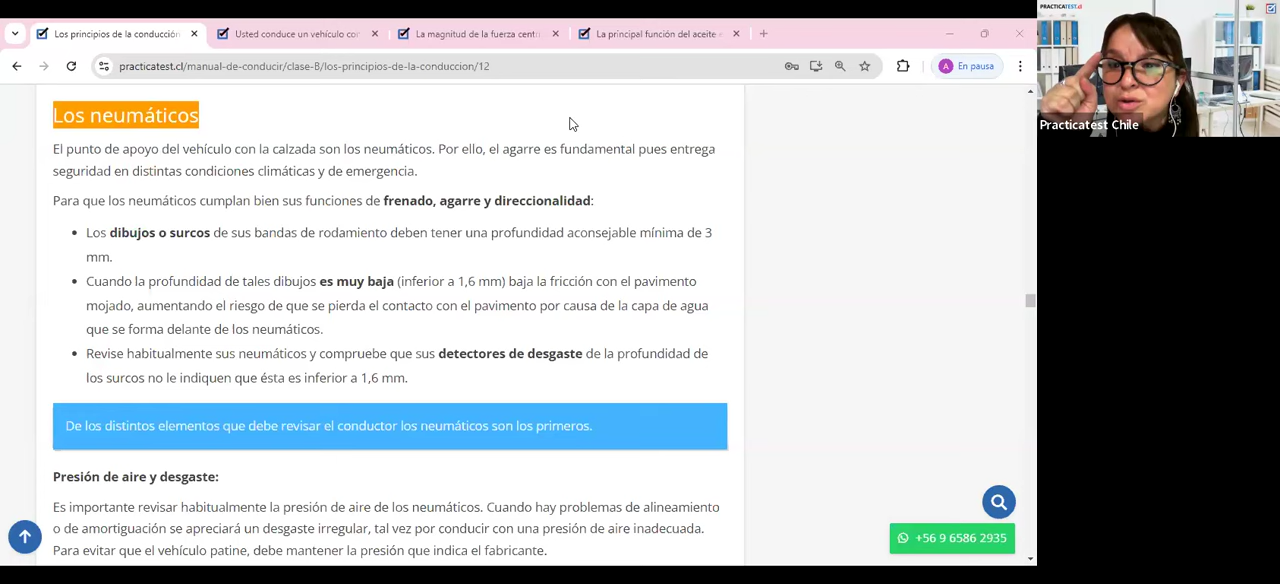 Los principios de la conducción
Usted conduce un vehículo con
La magnitud de la fuerza centr
La principal función del aceite e
practicatest.cl/manual-de-conducir/clase-B/los-principios-de-la-conduccion/12
A
En pausa
PRACTICATEST.cl
Practicatest Chile
Los neumáticos
El punto de apoyo del vehículo con la calzada son los neumáticos. Por ello, el agarre es fundamental pues entrega
seguridad en distintas condiciones climáticas y de emergencia.
Para que los neumáticos cumplan bien sus funciones de frenado, agarre y direccionalidad:
Los dibujos o surcos de sus bandas de rodamiento deben tener una profundidad aconsejable mínima de 3
mm.
Cuando la profundidad de tales dibujos es muy baja (inferior a 1,6 mm) baja la fricción con el pavimento
mojado, aumentando el riesgo de que se pierda el contacto con el pavimento por causa de la capa de agua
que se forma delante de los neumáticos.
Revise habitualmente sus neumáticos y compruebe que sus detectores de desgaste de la profundidad de
los surcos no le indiquen que ésta es inferior a 1,6 mm.
De los distintos elementos que debe revisar el conductor los neumáticos son los primeros.
Presión de aire y desgaste:
Es importante revisar habitualmente la presión de aire de los neumáticos. Cuando hay problemas de alineamiento
o de amortiguación se apreciará un desgaste irregular, tal vez por conducir con una presión de aire inadecuada.
Para evitar que el vehículo patine, debe mantener la presión que indica el fabricante.
+56 9 6586 2935